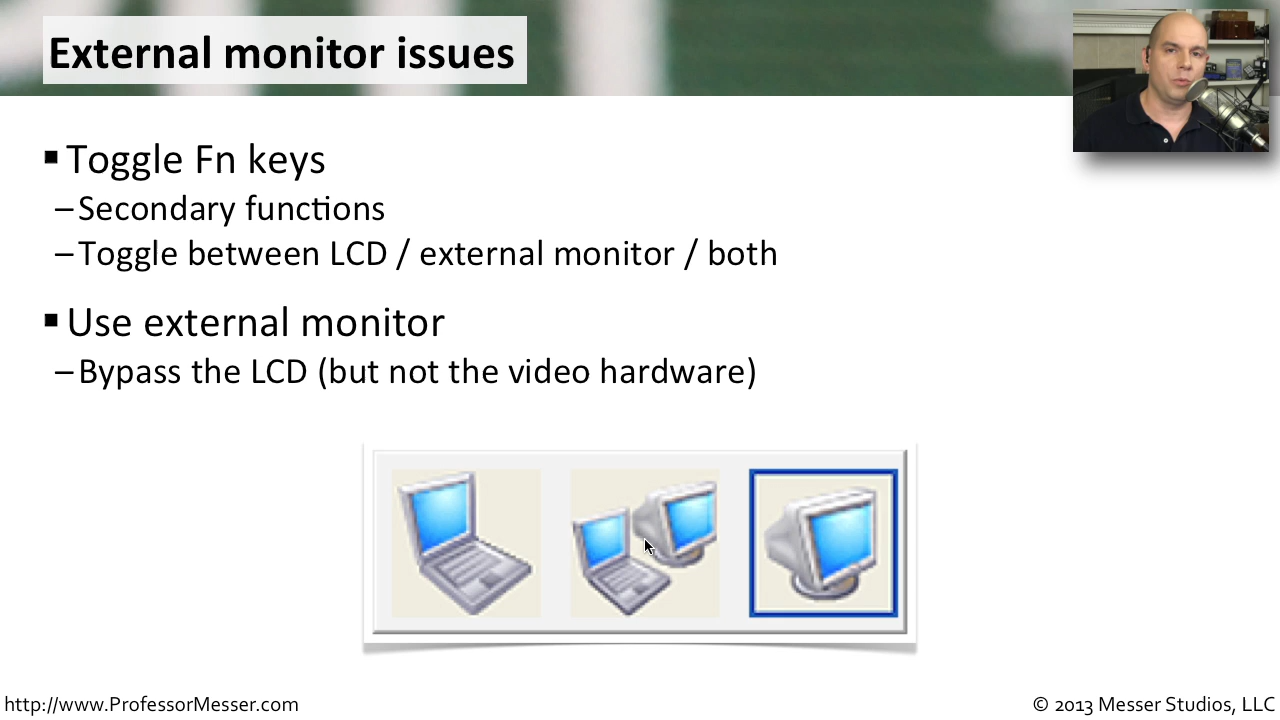 External monitor issues
▪ Toggle Fn keys
– Secondary functions
– Toggle between LCD / external monitor / both
▪ Use external monitor
– Bypass the LCD (but not the video hardware)
http://www.ProfessorMesser.com
© 2013 Messer Studios, LLC